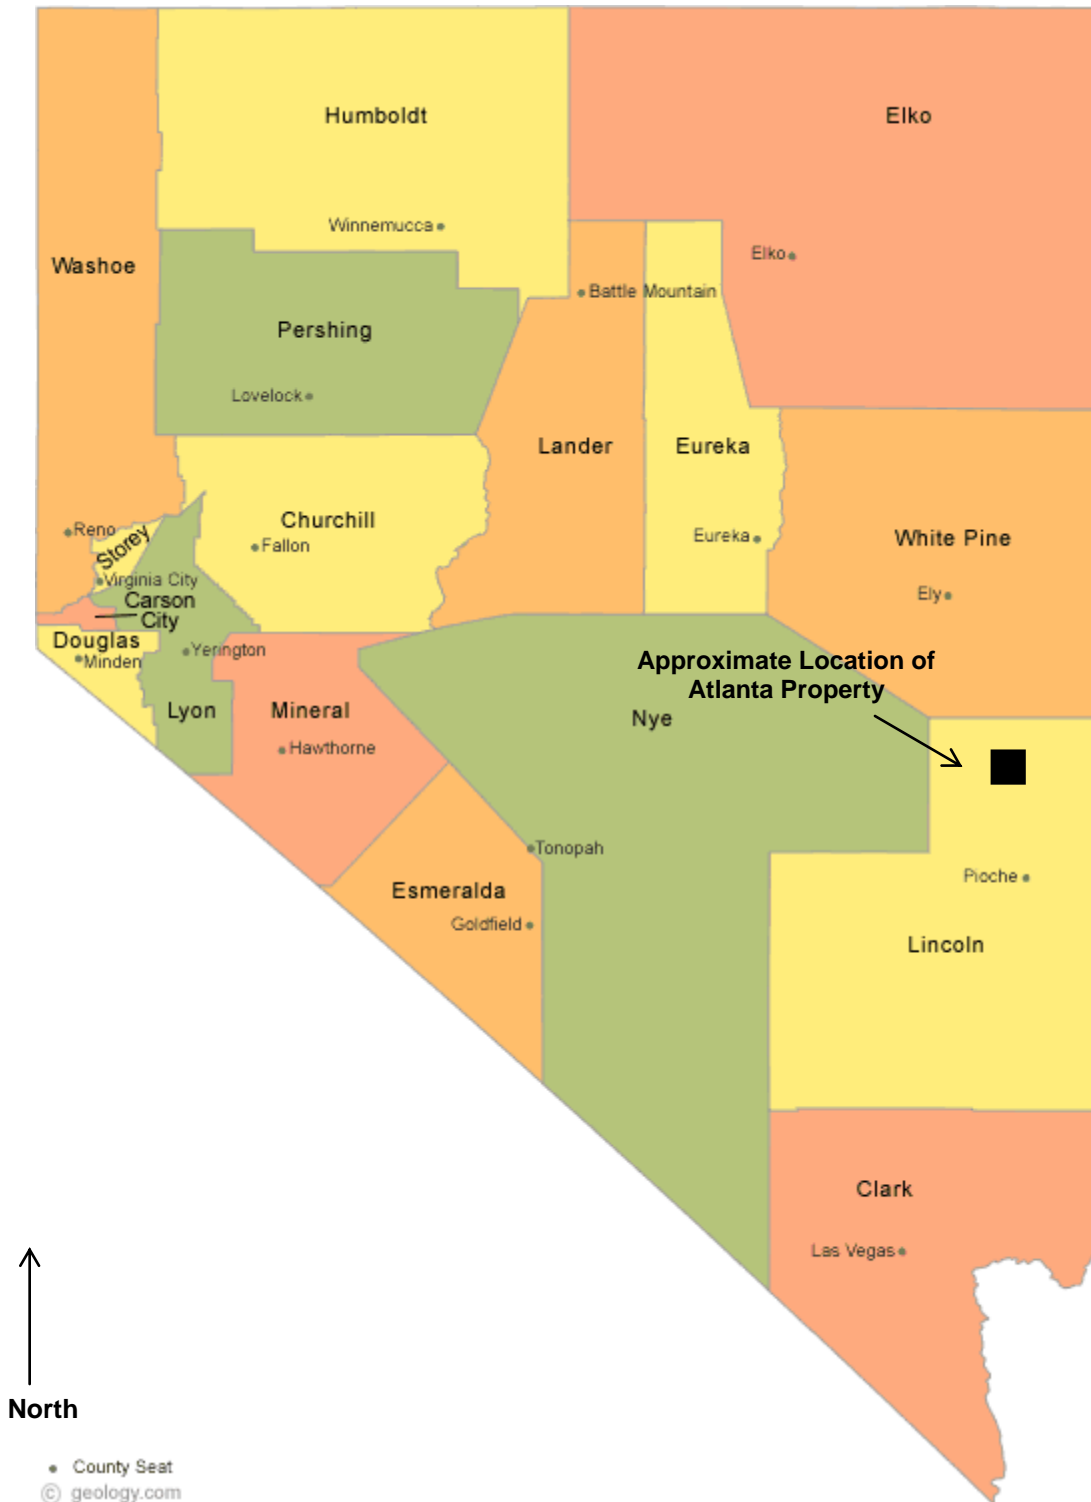 Humboldt
Elko
Winnemucca
Washoe
Elko
Battle Mountain
Pershing
Lovelock
Lander
Eureka
Churchill
Reno
Storey
Fallon
Eureka
White Pine
Virginia City
Ely
Carson
City
Douglas
Minden
Yerington
Approximate Location of
Atlanta Property
Lyon
Mineral
Nye
Hawthorne
Tonopah
Pioche
Esmeralda
Goldfield
Lincoln
Clark
Las Vegas
North
County Seat
© geology.com